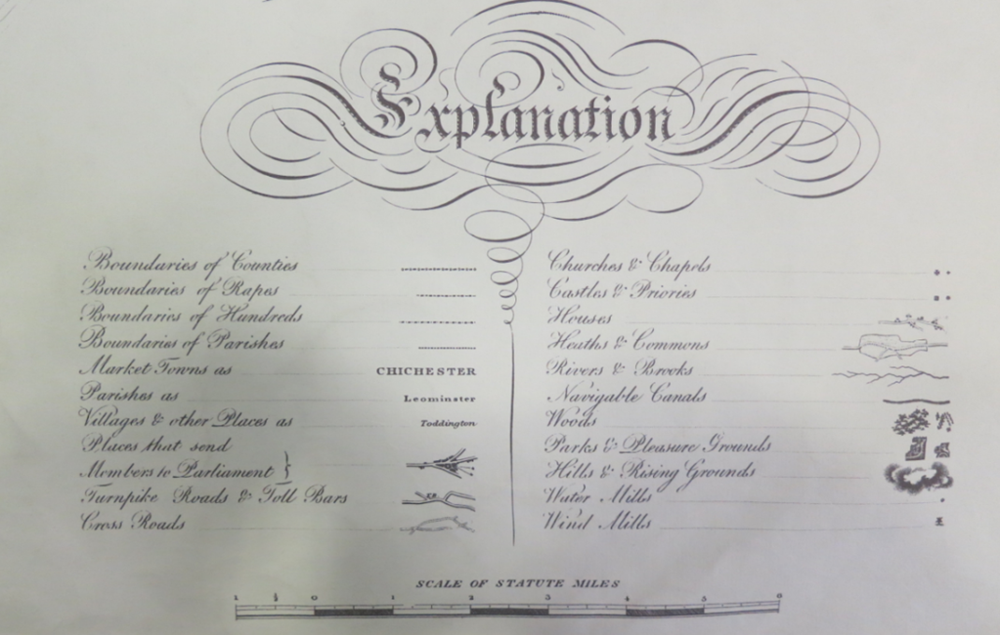 Explanation
Boundaries of Counties
Boundaries of Rapes
Boundaries of Hundreds
Boundaries of Parishes
Market Towns as CHICHESTER
Parishes as Leominster
Villages & other Places as Toddington
Places that send
Members to Parliament }
Turnpike Roads & Toll Bars
Cross Roads
Churches & Chapels
Castles & Priories
Houses
Heaths & Commons
Rivers & Brooks
Navigable Canals
Woods
Parks & Pleasure Grounds
Hills & Rising Grounds
Water Mills
Wind Mills
SCALE OF STATUTE MILES
1 ½ 0 1 2 3 4 5 6